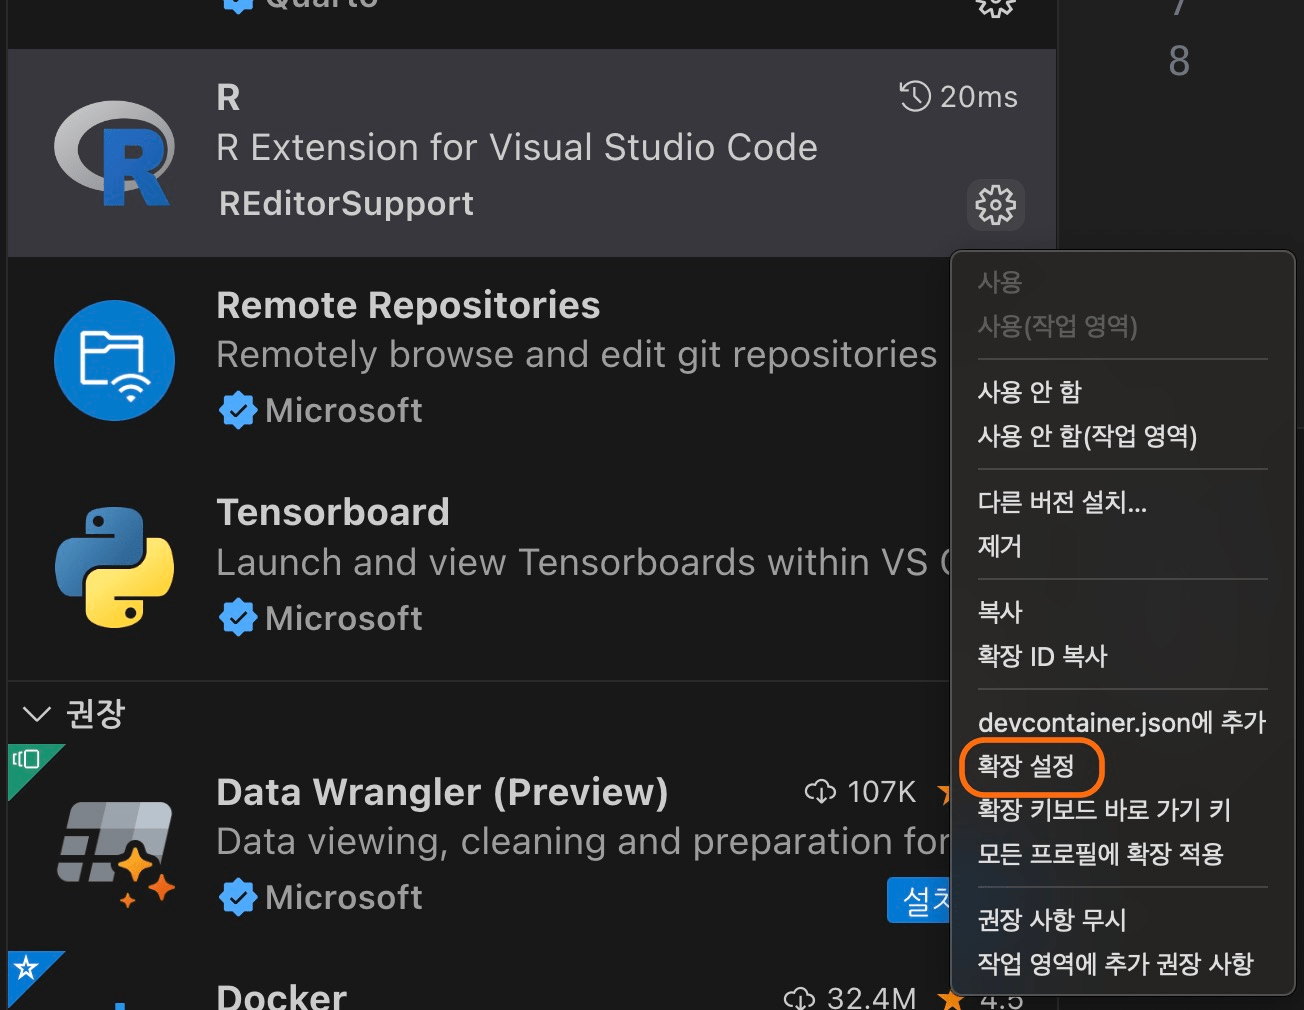 Quarto
7
8
R
20ms
R Extension for Visual Studio Code
REditorSupport
Remote Repositories
Remotely browse and edit git repositories
Microsoft
Tensorboard
Launch and view Tensorboards within VS
Microsoft
권장
Data Wrangler (Preview)
107K
Data viewing, cleaning and preparation for
Microsoft
설치
Docker
32.4M
4.5
사용
사용(작업 영역)
사용 안 함
사용 안 함(작업 영역)
다른 버전 설치...
제거
복사
확장 ID 복사
devcontainer.json에 추가
확장 설정
확장 키보드 바로 가기 키
모든 프로필에 확장 적용
권장 사항 무시
작업 영역에 추가 권장 사항